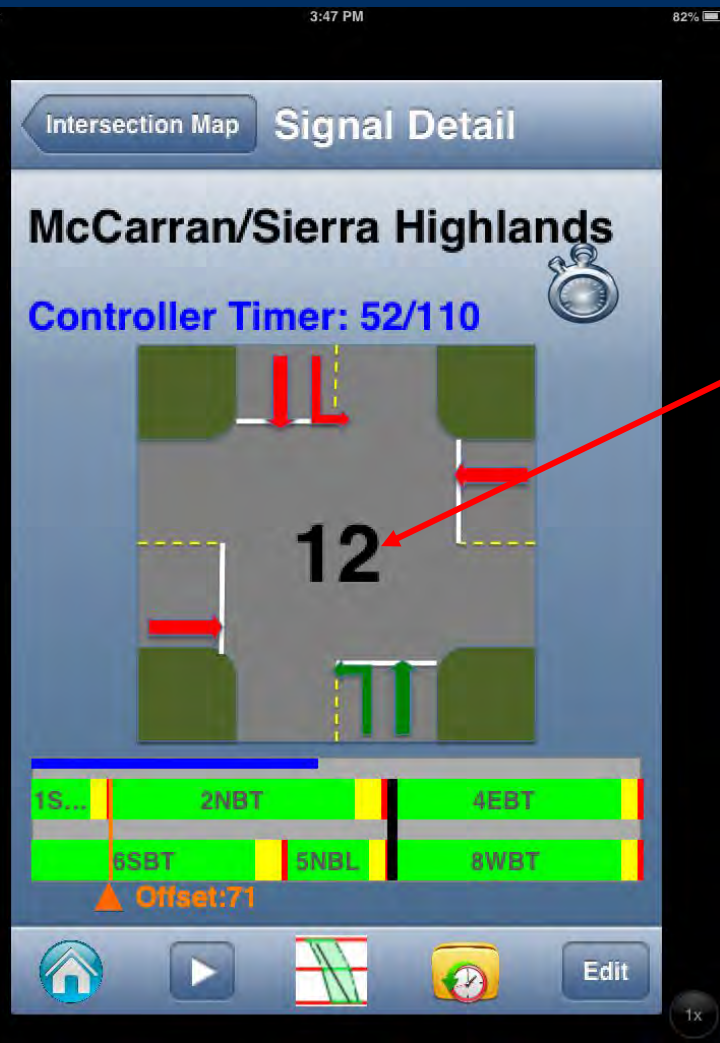 3:47 PM 82%
Intersection Map Signal Detail
McCarran/Sierra Highlands
Controller Timer: 52/110
12
1S... 2NBT 4EBT
6SBT 5NBL 8WBT
Offset:71
Edit
1x